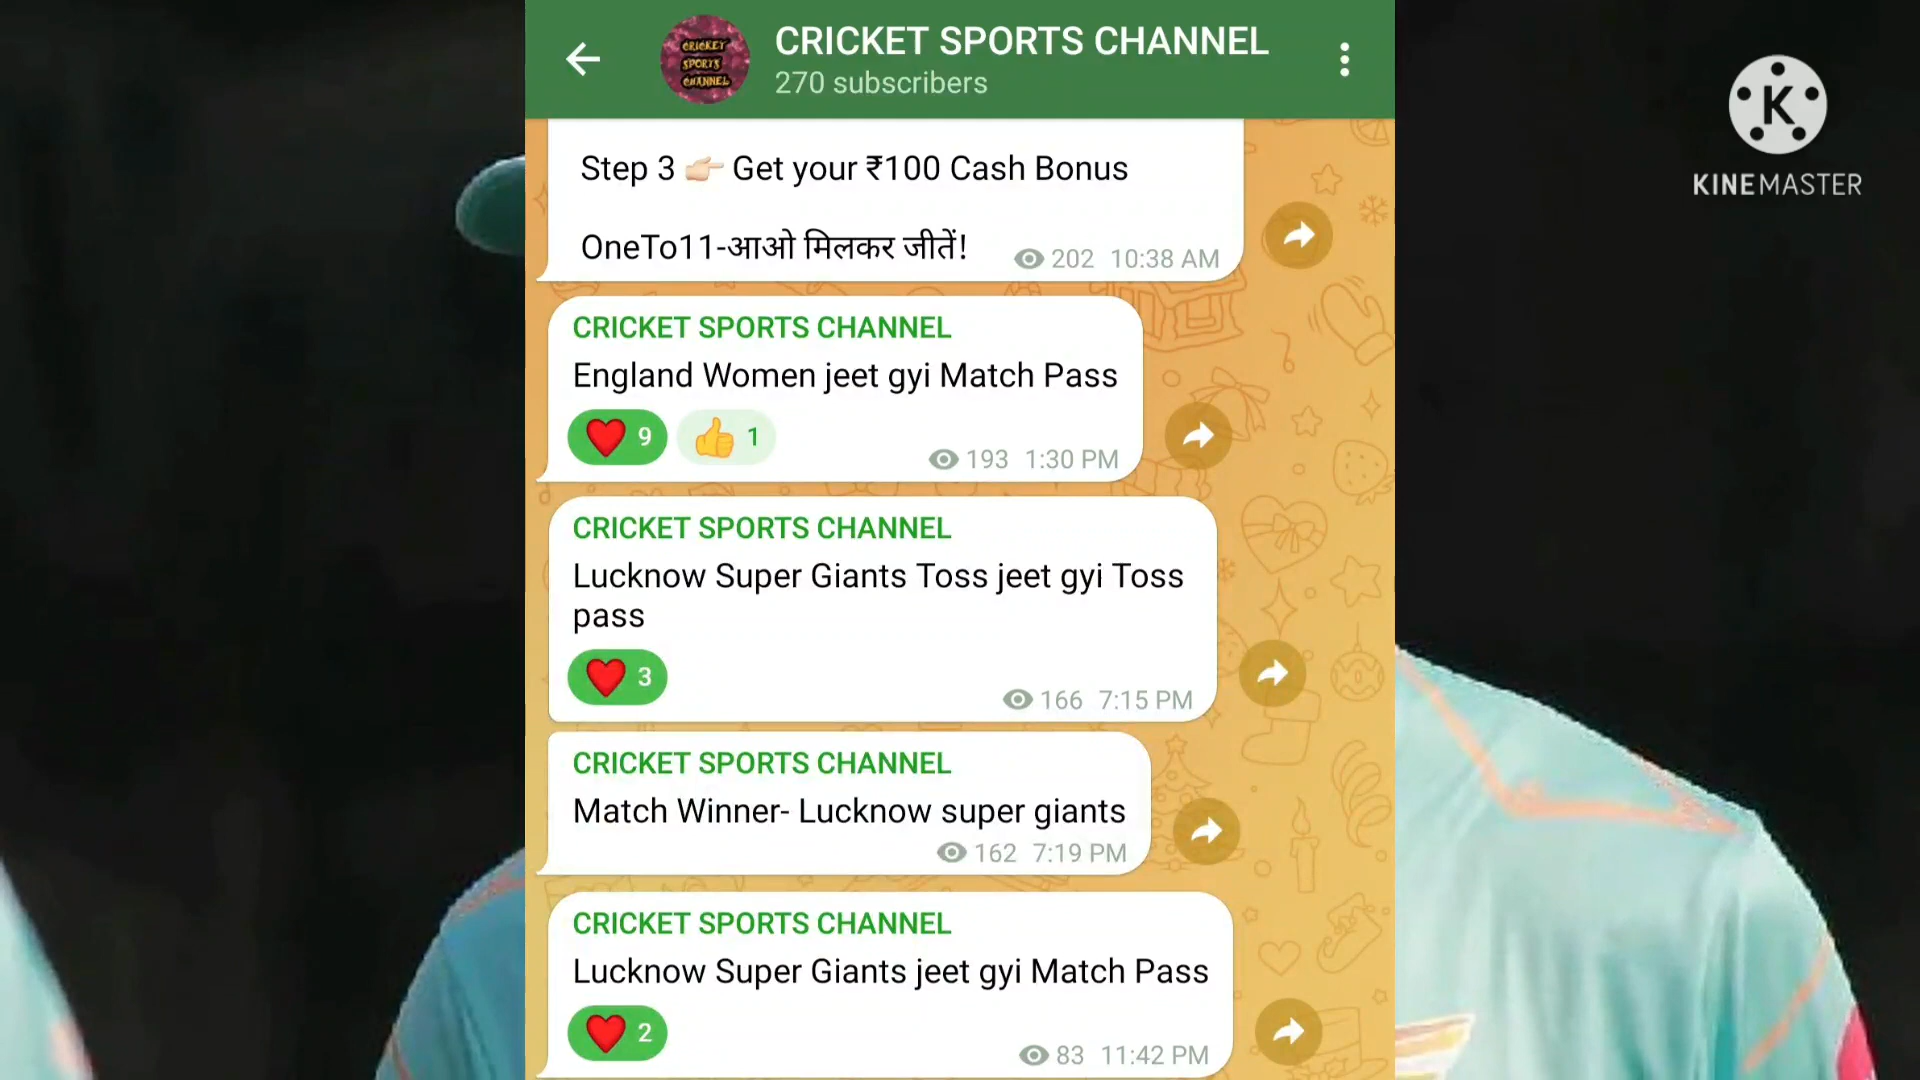 CRICKET SPORTS CHANNEL
270 subscribers
CRICKET
SPORTS
CHANNEL
K
KINEMASTER
Step 3 👉🏻 Get your ₹100 Cash Bonus
OneTo11-आओ मिलकर जीतें!
202 10:38 AM
CRICKET SPORTS CHANNEL
England Women jeet gyi Match Pass
❤️ 9 👍 1
193 1:30 PM
CRICKET SPORTS CHANNEL
Lucknow Super Giants Toss jeet gyi Toss
pass
❤️ 3
166 7:15 PM
CRICKET SPORTS CHANNEL
Match Winner- Lucknow super giants
162 7:19 PM
CRICKET SPORTS CHANNEL
Lucknow Super Giants jeet gyi Match Pass
❤️ 2
83 11:42 PM